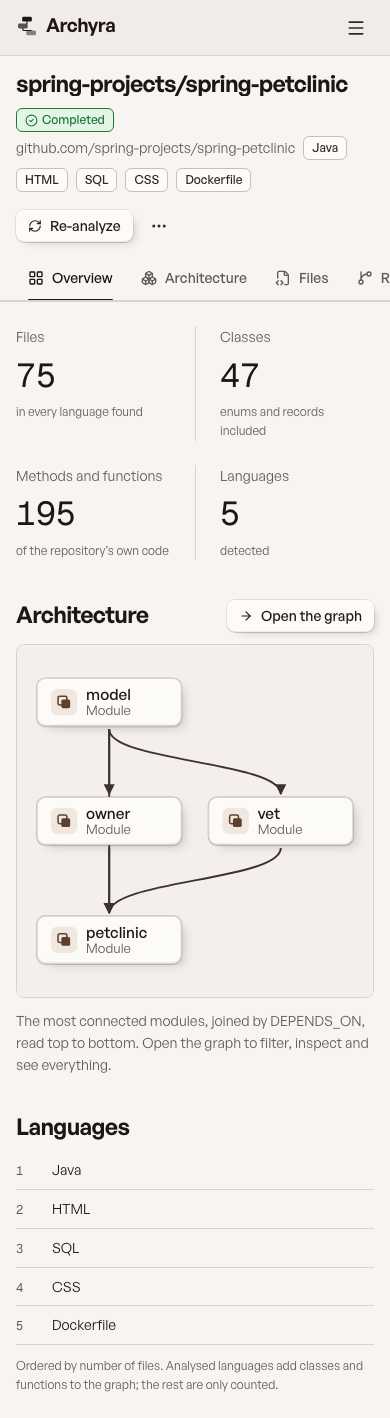 Archyra
spring-projects/spring-petclinic
Completed
github.com/spring-projects/spring-petclinic Java
HTML SQL CSS Dockerfile
Re-analyze
Overview Architecture Files R
Files Classes
75 47
in every language found enums and records
included
Methods and functions Languages
195 5
of the repository's own code detected
Architecture Open the graph
model
Module
owner vet
Module Module
petclinic
Module
The most connected modules, joined by DEPENDS_ON,
read top to bottom. Open the graph to filter, inspect and
see everything.
Languages
1 Java
2 HTML
3 SQL
4 CSS
5 Dockerfile
Ordered by number of files. Analysed languages add classes and
functions to the graph; the rest are only counted.